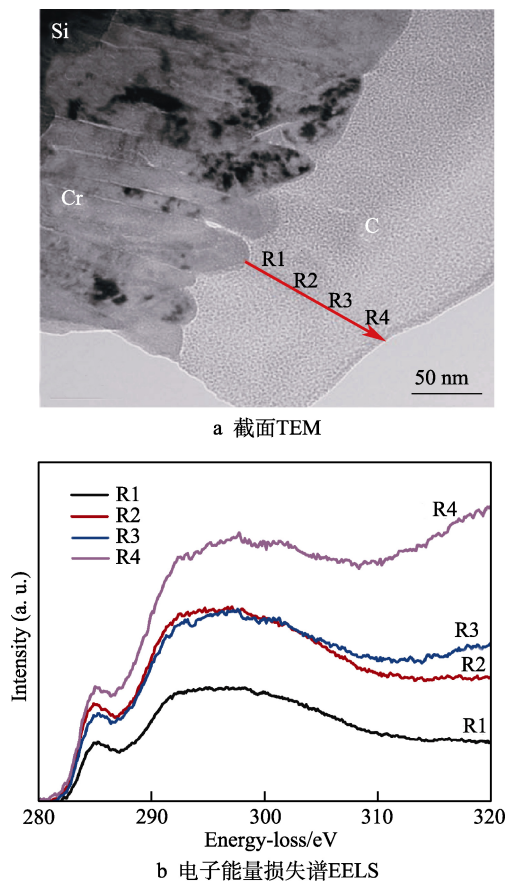 Si
Cr
C
R1
R2
R3
R4
50 nm
a 截面TEM
R1
R2
R3
R4
R4
R3
R2
R1
Intensity (a. u.)
280 290 300 310 320
Energy-loss/eV
b 电子能量损失谱EELS